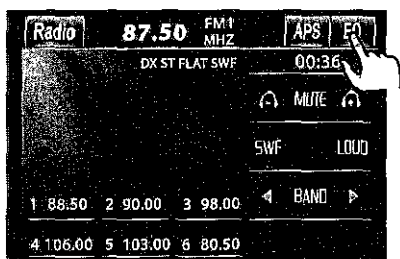 Radio 87.50 FM1 MHZ APS EQ
DX ST FLAT SWF 00:36
MUTE
SWF LOUD
1 88.50 2 90.00 3 98.00 BAND
4 106.00 5 103.00 6 80.50